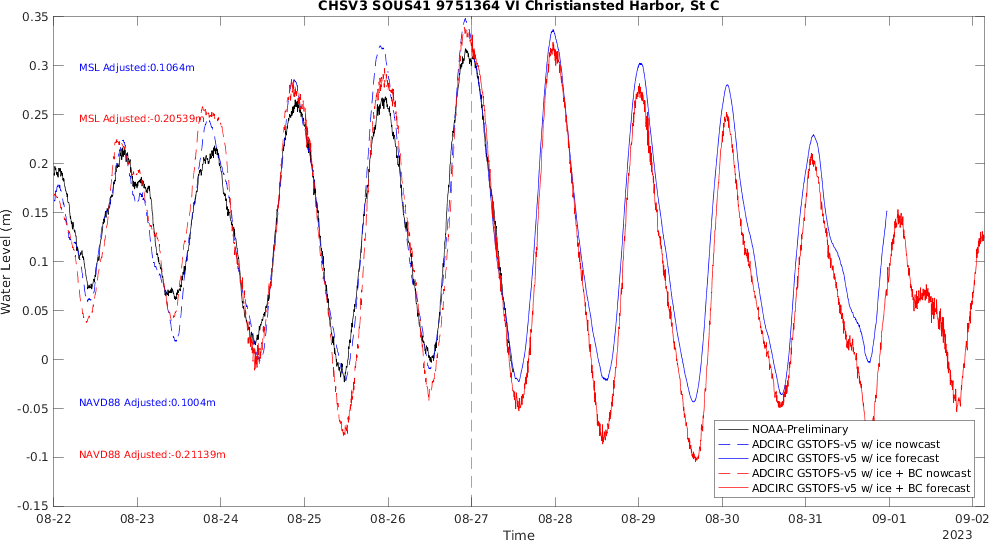 CHSV3 SOUS41 9751364 VI Christiansted Harbor, St C
0.35
0.3
0.25
0.2
0.15
0.1
0.05
0
-0.05
-0.1
-0.15
Water Level (m)
MSL Adjusted:0.1064m
MSL Adjusted:-0.20539m
NAVD88 Adjusted:0.1004m
NAVD88 Adjusted:-0.21139m
NOAA-Preliminary
ADCIRC GSTOFS-v5 w/ ice nowcast
ADCIRC GSTOFS-v5 w/ ice forecast
ADCIRC GSTOFS-v5 w/ ice + BC nowcast
ADCIRC GSTOFS-v5 w/ ice + BC forecast
08-22 08-23 08-24 08-25 08-26 08-27 08-28 08-29 08-30 08-31 09-01 09-02
Time
2023